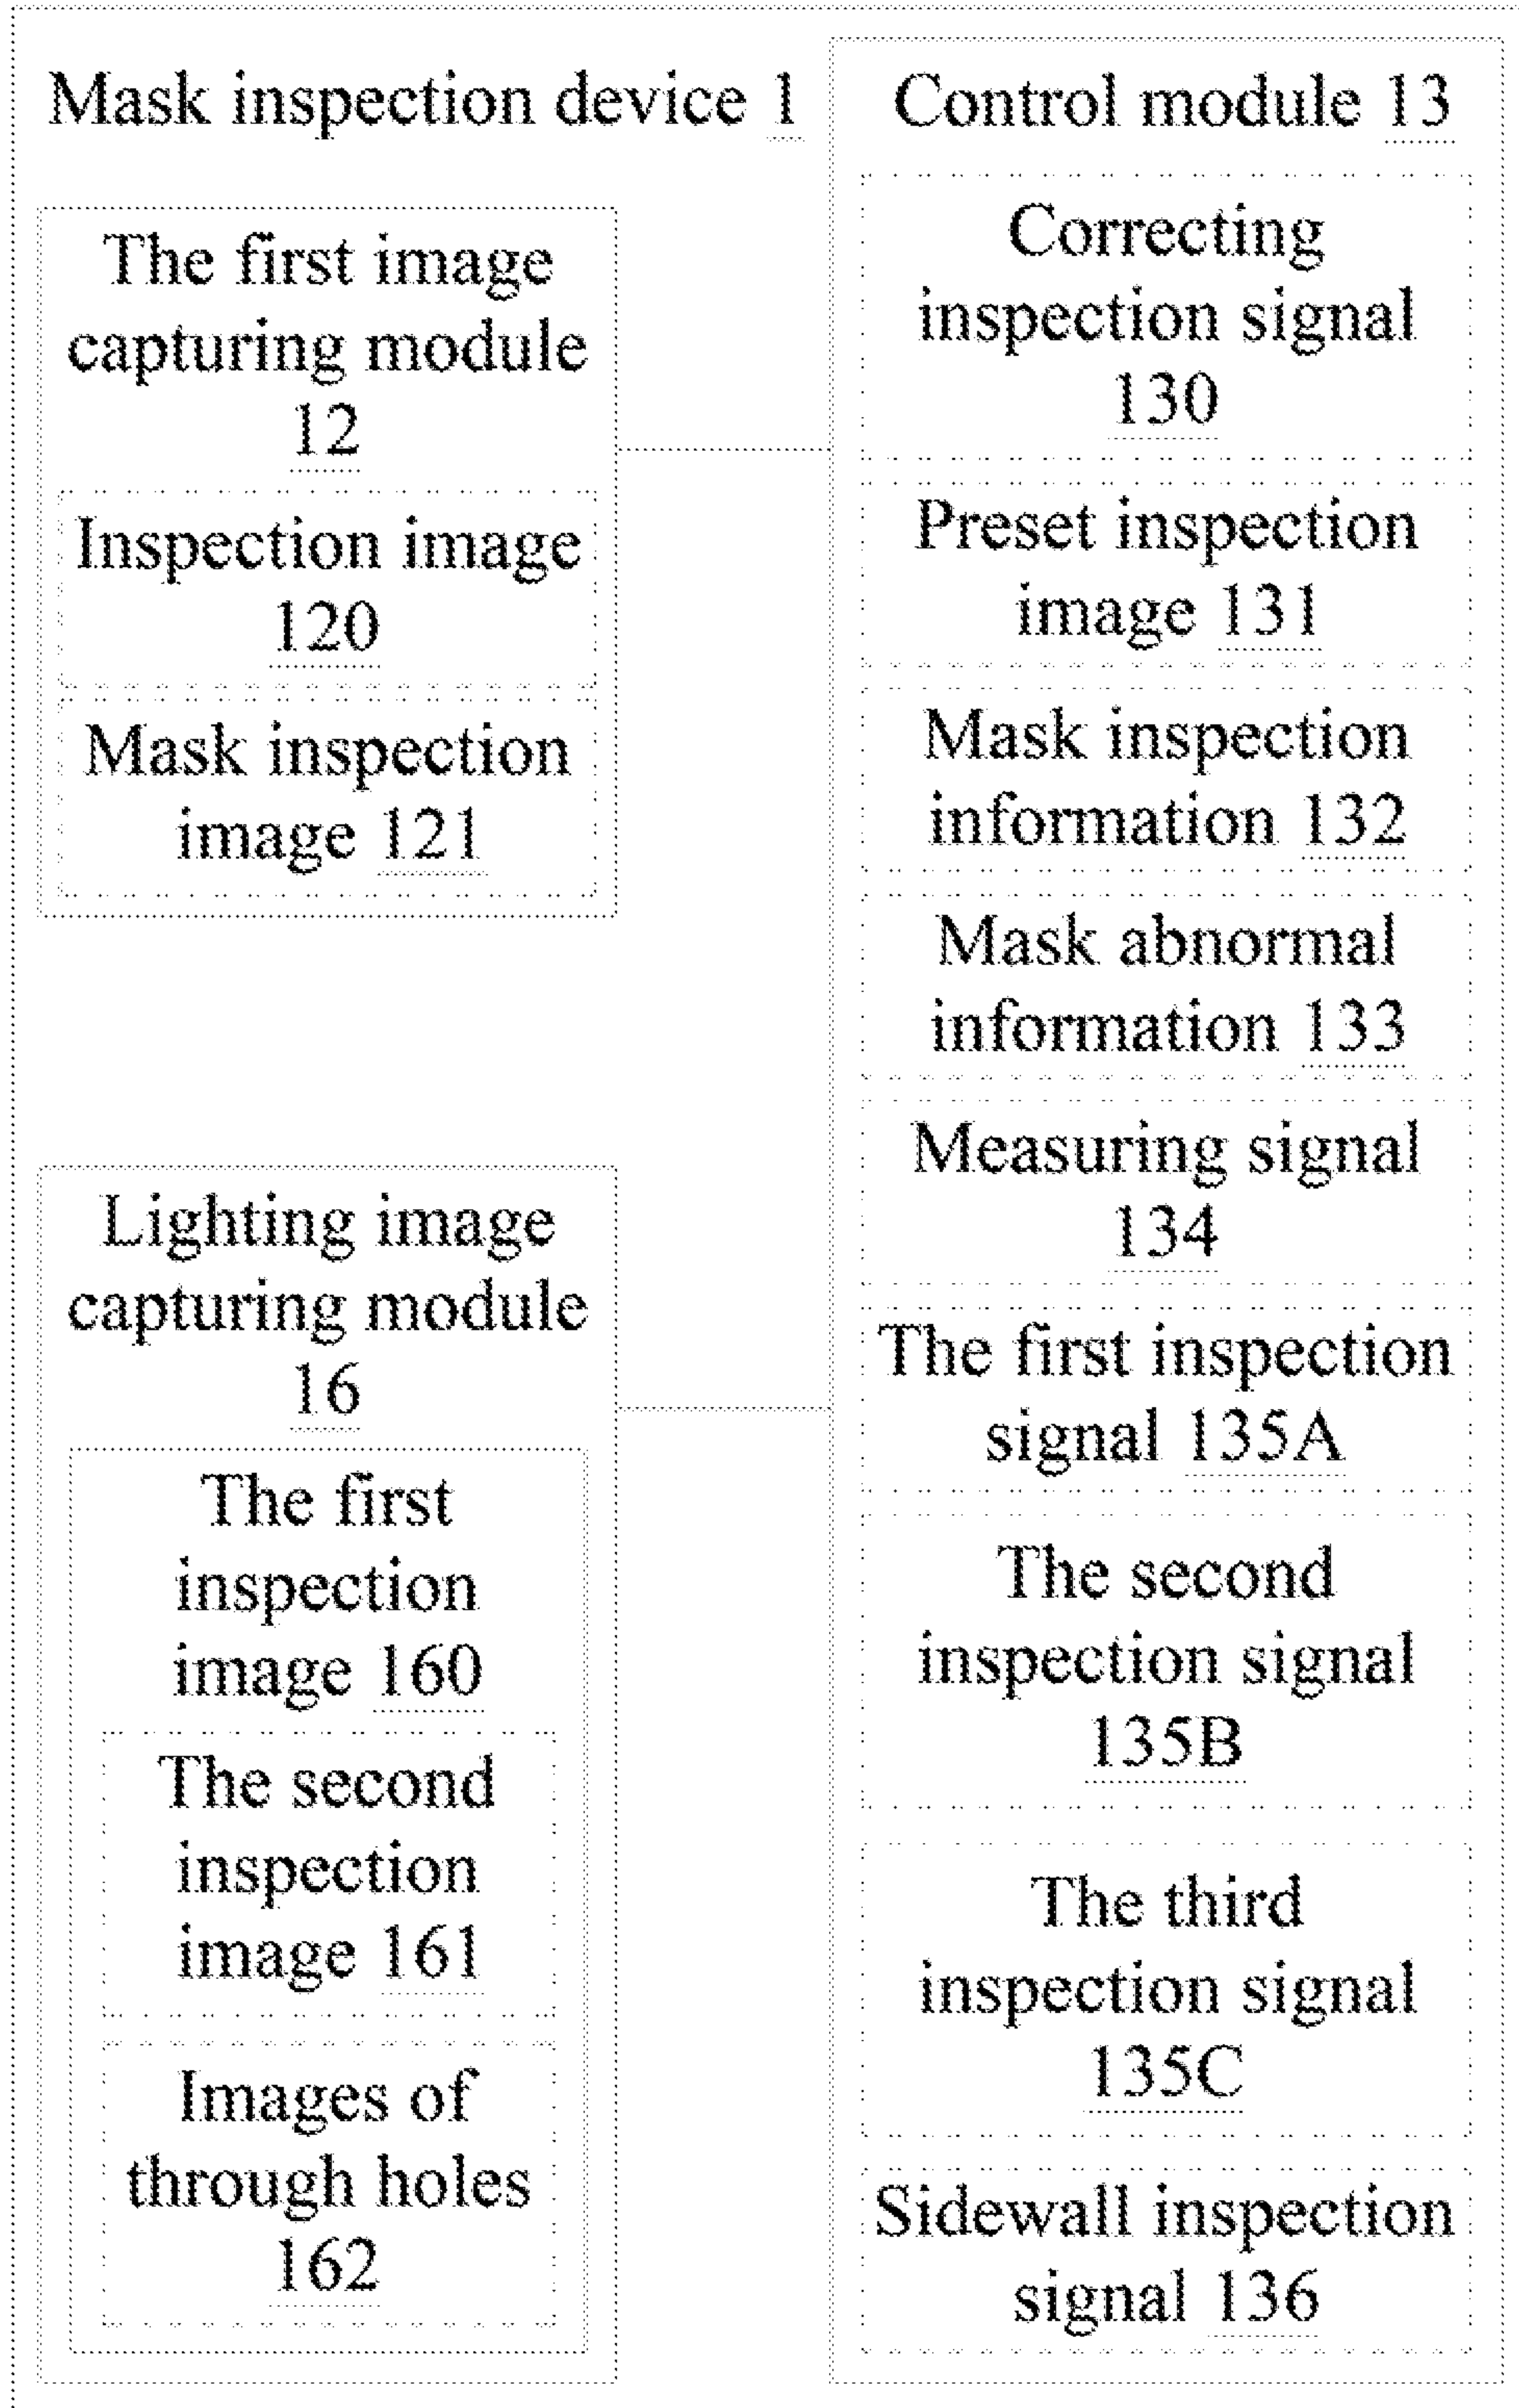 Mask inspection device 1
The first image
capturing module
12
Inspection image
120
Mask inspection
image 121
Lighting image
capturing module
16
The first
inspection
image 160
The second
inspection
image 161
Images of
through holes
162
Control module 13
Correcting
inspection signal
130
Preset inspection
image 131
Mask inspection
information 132
Mask abnormal
information 133
Measuring signal
134
The first inspection
signal 135A
The second
inspection signal
135B
The third
inspection signal
135C
Sidewall inspection
signal 136